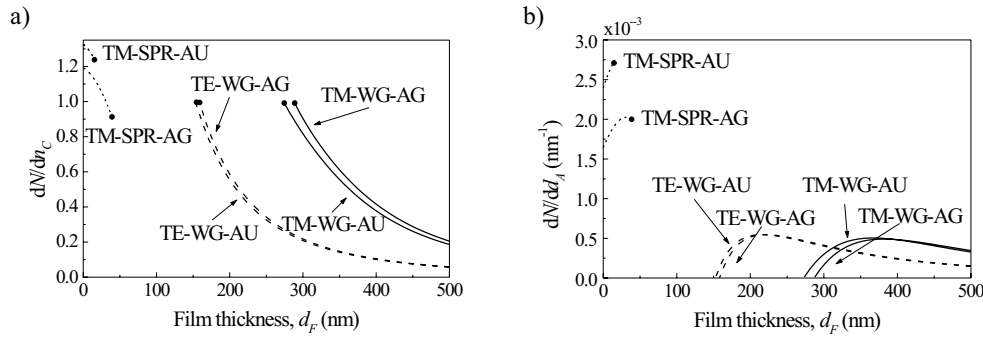 a)
dN/dn_C
1.2
1.0
0.8
0.6
0.4
0.2
0.0
TM-SPR-AU
TM-SPR-AG
TE-WG-AG
TM-WG-AG
TE-WG-AU
TM-WG-AU
0 100 200 300 400 500
Film thickness, d_F (nm)
b)
x10⁻³
dN/dd_A (nm⁻¹)
3.0
2.5
2.0
1.5
1.0
0.5
0.0
TM-SPR-AU
TM-SPR-AG
TE-WG-AU
TE-WG-AG
TM-WG-AU
TM-WG-AG
0 100 200 300 400 500
Film thickness, d_F (nm)